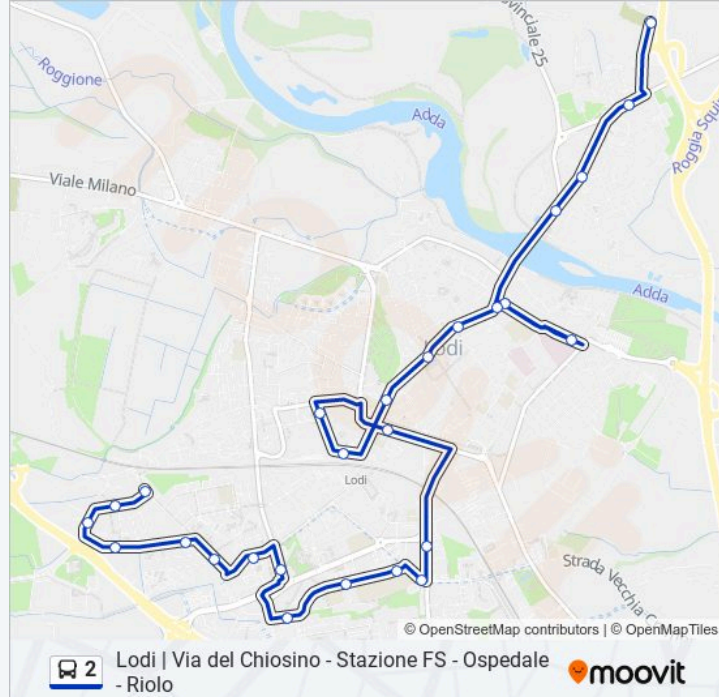 Provinciale 25
Roggione
Adda
Roggia Squi
Viale Milano
Adda
Lodi
Lodi
Strada Vecchia C
© OpenStreetMap contributors | © OpenMapTiles
2
Lodi | Via del Chiosino - Stazione FS - Ospedale
- Riolo
moovit